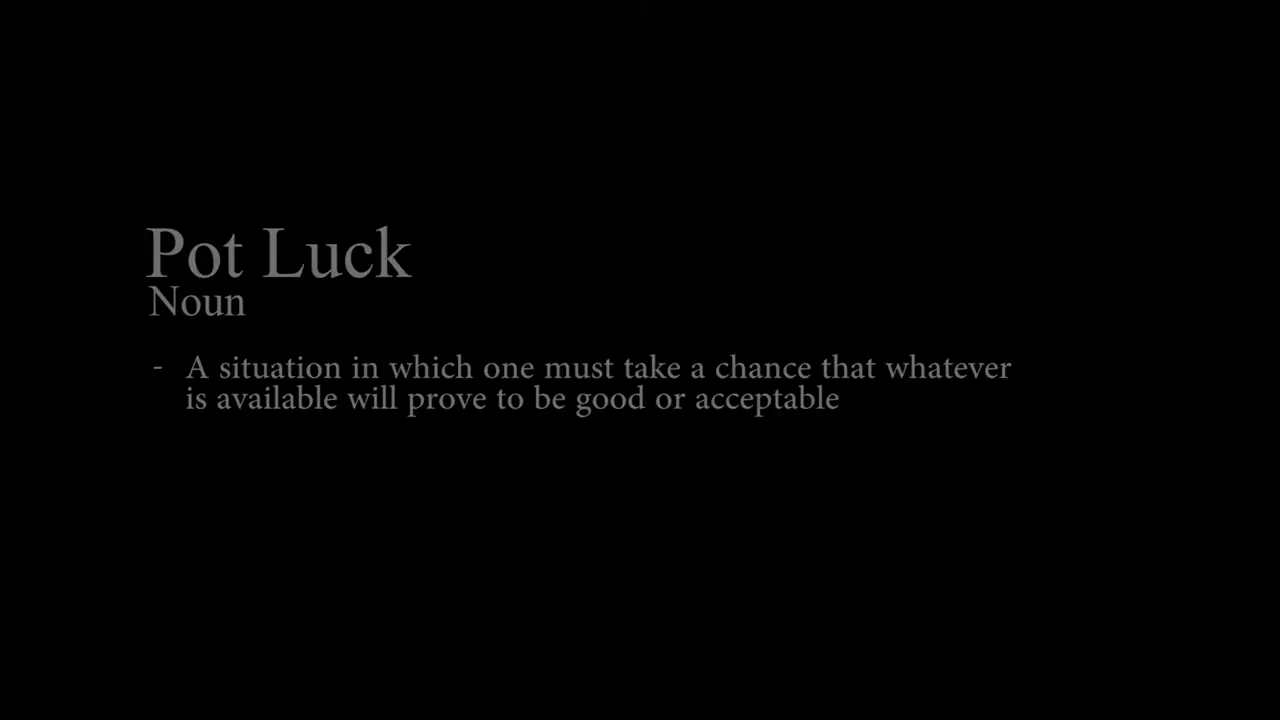 Pot Luck
Noun
- A situation in which one must take a chance that whatever
is available will prove to be good or acceptable